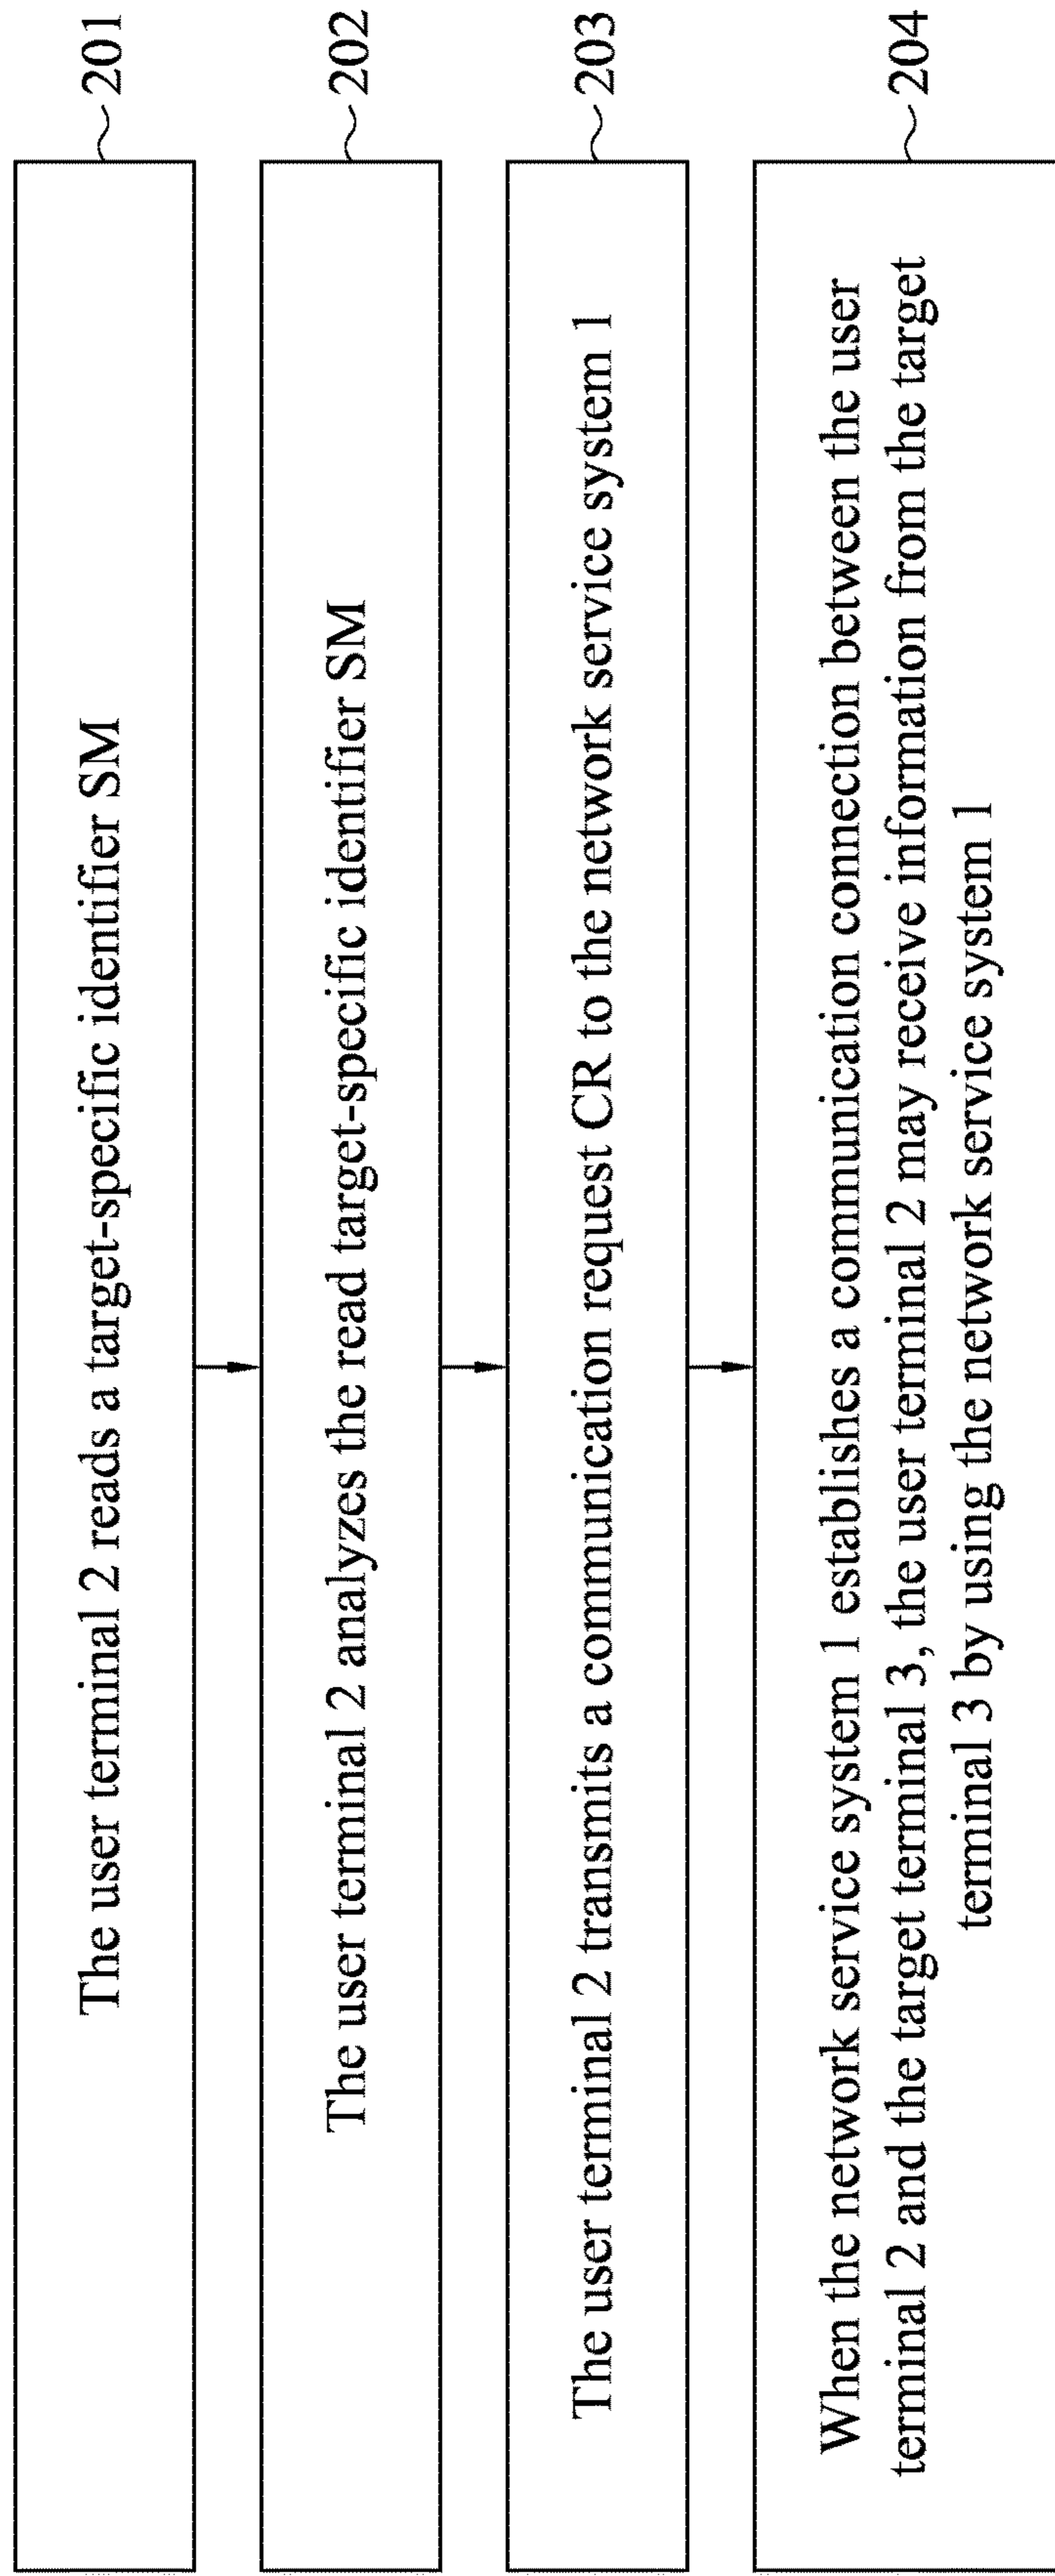 The user terminal 2 reads a target-specific identifier SM
201
The user terminal 2 analyzes the read target-specific identifier SM
202
The user terminal 2 transmits a communication request CR to the network service system 1
203
When the network service system 1 establishes a communication connection between the user
terminal 2 and the target terminal 3, the user terminal 2 may receive information from the target
terminal 3 by using the network service system 1
204